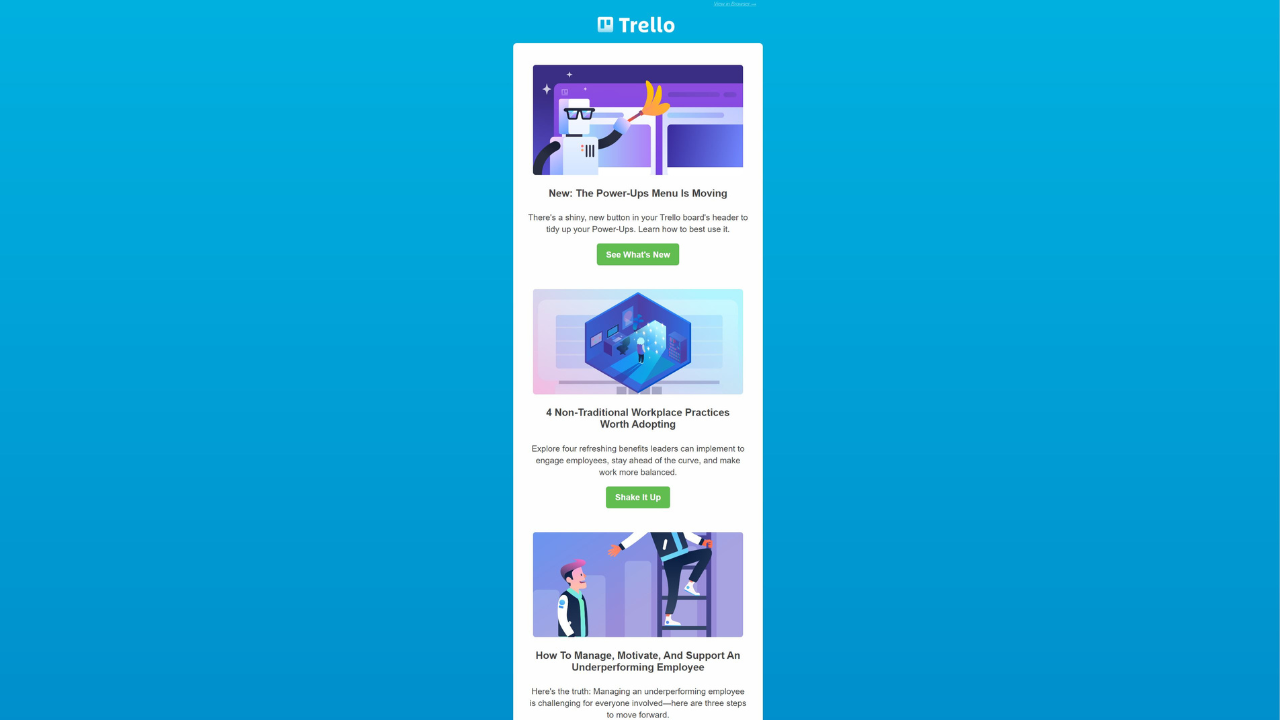 Trello
New: The Power-Ups Menu Is Moving
There's a shiny, new button in your Trello board's header to
tidy up your Power-Ups. Learn how to best use it.
See What's New
4 Non-Traditional Workplace Practices
Worth Adopting
Explore four refreshing benefits leaders can implement to
engage employees, stay ahead of the curve, and make
work more balanced.
Shake It Up
How To Manage, Motivate, And Support An
Underperforming Employee
Here's the truth: Managing an underperforming employee
is challenging for everyone involved—here are three steps
to move forward.